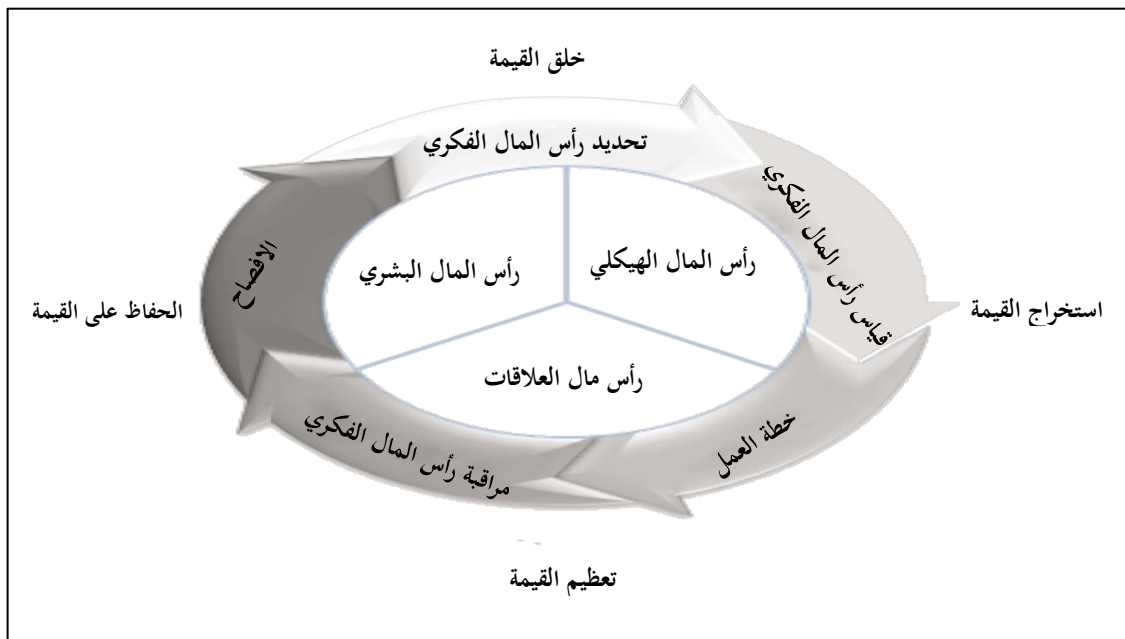 خلق القيمة
تحديد رأس المال الفكري
قياس رأس المال الفكري
رأس المال الهيكلي
رأس المال البشري
الافصاح
استخراج القيمة
الحفاظ على القيمة
رأس مال العلاقات
خطة العمل
مراقبة رأس المال الفكري
تعظيم القيمة